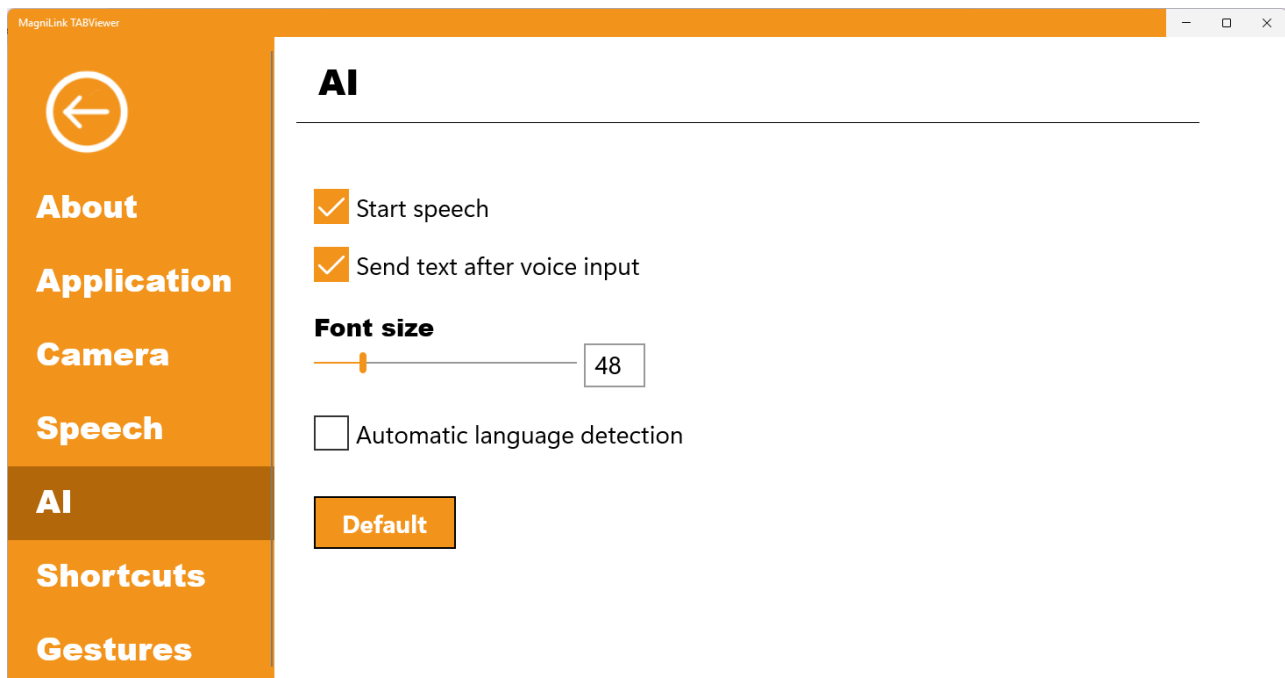 MagniLink TABViewer
About
Application
Camera
Speech
AI
Shortcuts
Gestures
AI
Start speech
Send text after voice input
Font size
48
Automatic language detection
Default